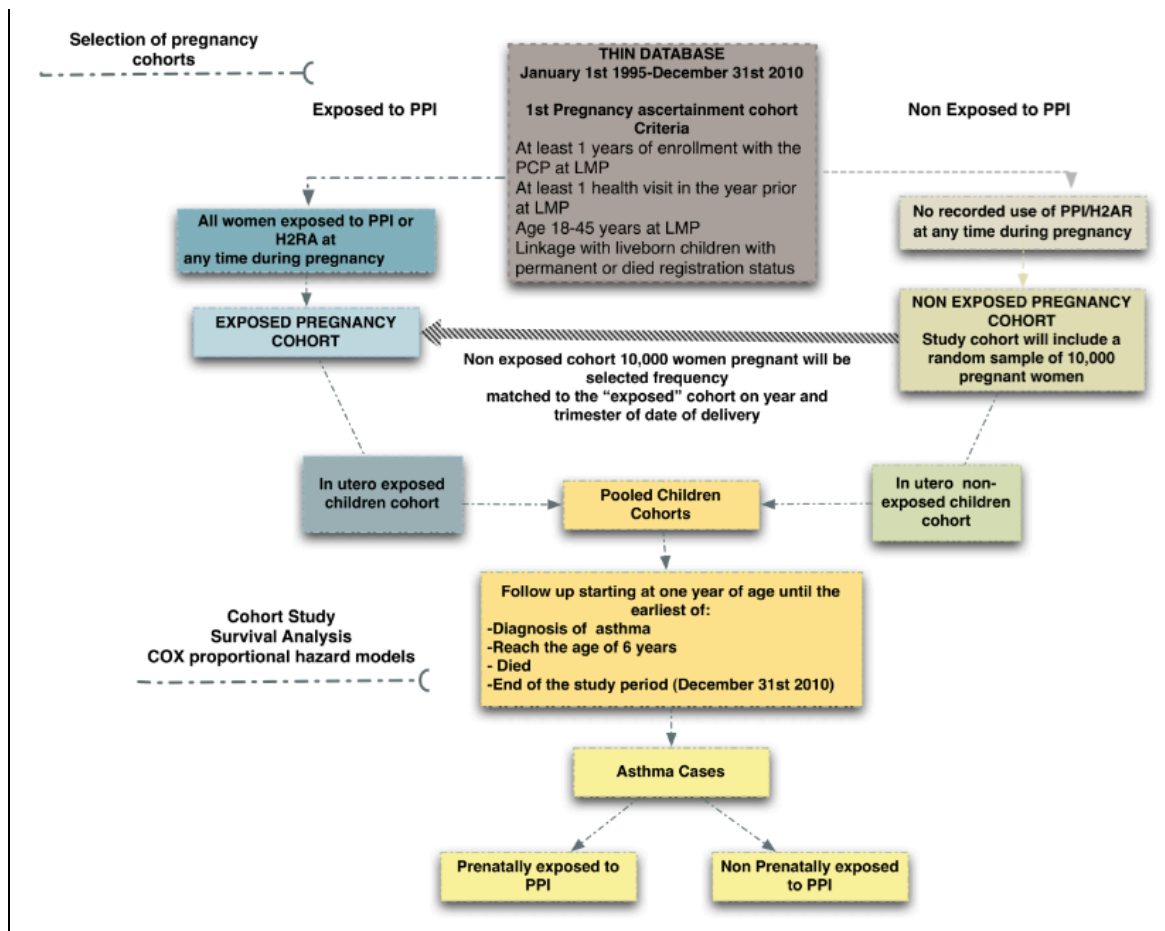 Selection of pregnancy
cohorts
THIN DATABASE
January 1st 1995-December 31st 2010
1st Pregnancy ascertainment cohort
Criteria
At least 1 years of enrollment with the
PCP at LMP
At least 1 health visit in the year prior
at LMP
Age 18-45 years at LMP
Linkage with liveborn children with
permanent or died registration status
Exposed to PPI
Non Exposed to PPI
All women exposed to PPI or
H2RA at
any time during pregnancy
No recorded use of PPI/H2AR
at any time during pregnancy
EXPOSED PREGNANCY
COHORT
NON EXPOSED PREGNANCY
COHORT
Study cohort will include a
random sample of 10,000
pregnant women
Non exposed cohort 10,000 women pregnant will be
selected frequency
matched to the “exposed” cohort on year and
trimester of date of delivery
In utero exposed
children cohort
Pooled Children
Cohorts
In utero non-
exposed children
cohort
Follow up starting at one year of age until the
earliest of:
-Diagnosis of asthma
-Reach the age of 6 years
- Died
-End of the study period (December 31st 2010)
Cohort Study
Survival Analysis
COX proportional hazard models
Asthma Cases
Prenatally exposed to
PPI
Non Prenatally exposed
to PPI